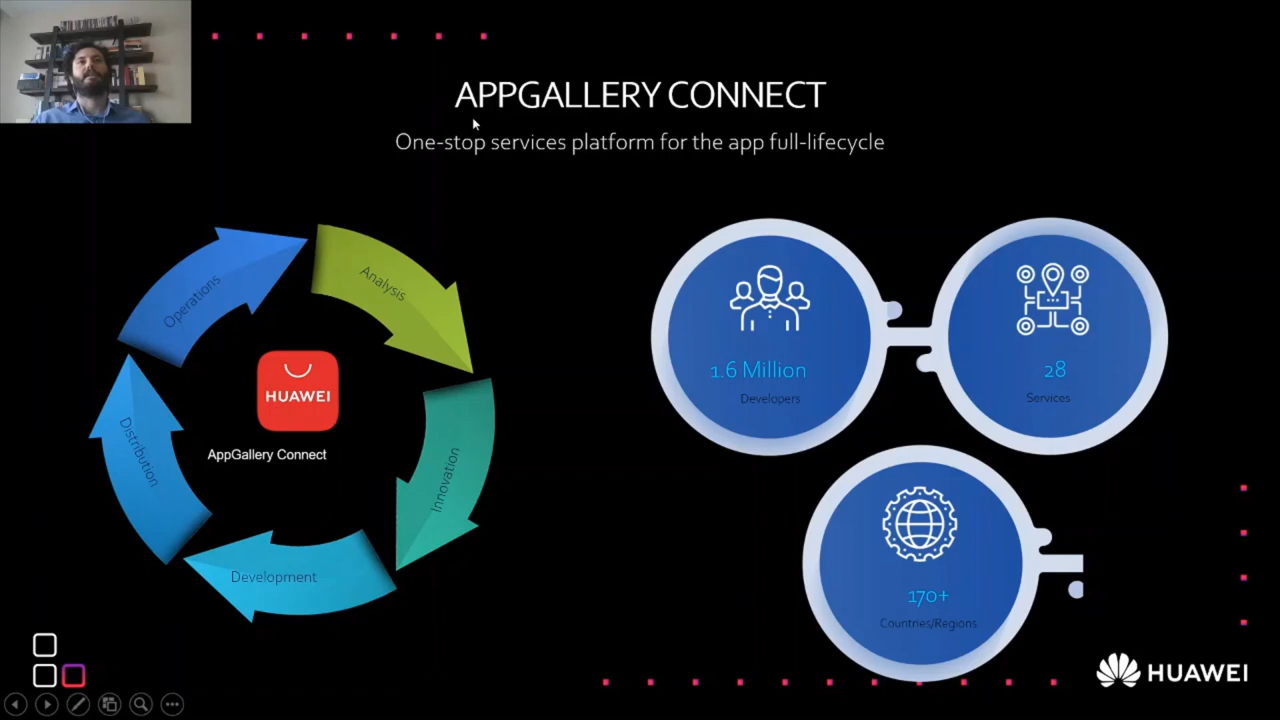 APPGALLERY CONNECT
One-stop services platform for the app full-lifecycle
Operations
Analysis
Innovation
Development
Distribution
HUAWEI
AppGallery Connect
1.6 Million
Developers
28
Services
170+
Countries/Regions
HUAWEI